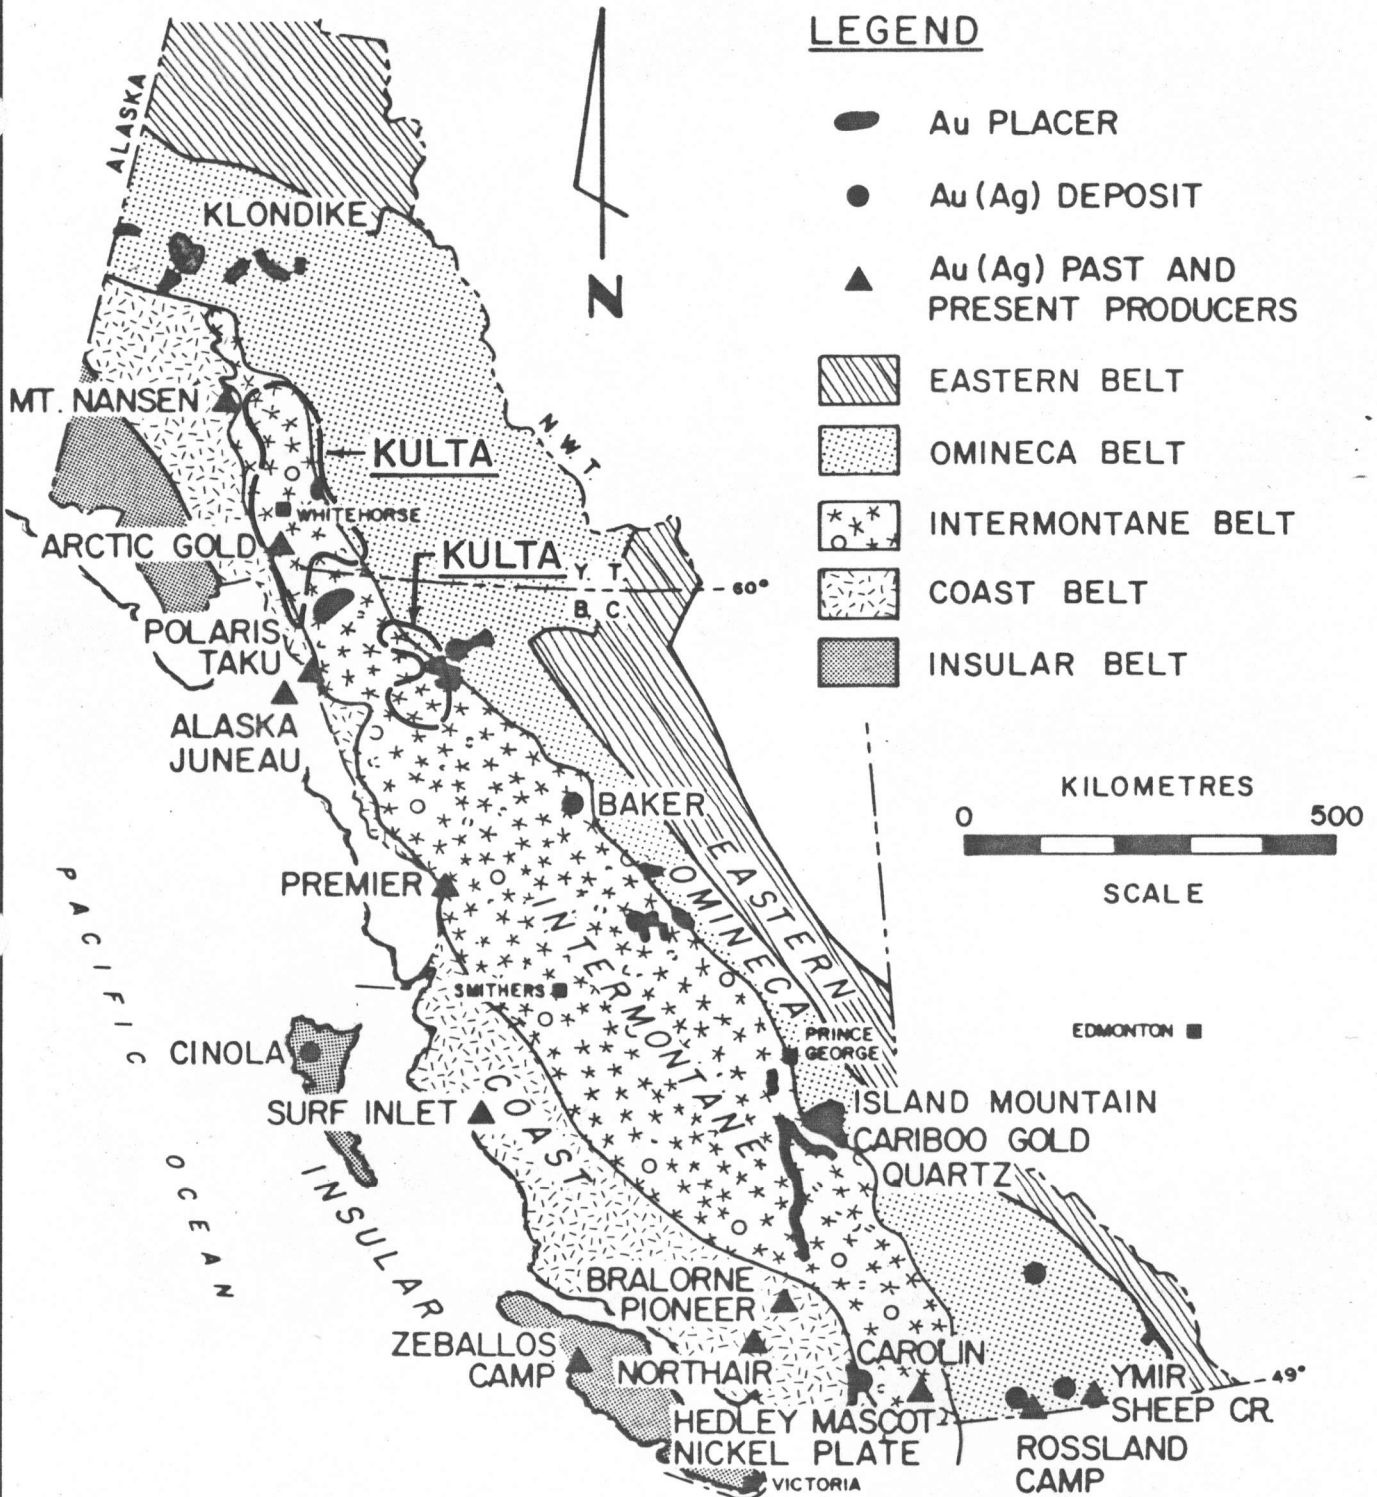 LEGEND
Au PLACER
Au (Ag) DEPOSIT
Au (Ag) PAST AND
PRESENT PRODUCERS
EASTERN BELT
OMINECA BELT
INTERMONTANE BELT
COAST BELT
INSULAR BELT
KILOMETRES
0 500
SCALE
N
ALASKA
KLONDIKE
MT. NANSEN
KULTA
NWT
WHITEHORSE
ARCTIC GOLD
KULTA
Y T
60°
B C
POLARIS
TAKU
ALASKA
JUNEAU
BAKER
PREMIER
EASTERN
OMINECA
INTERMONTANE
PACIFIC
OCEAN
SMITHERS
CINOLA
PRINCE
GEORGE
EDMONTON
SURF INLET
COAST
INSULAR
ISLAND MOUNTAIN
CARIBOO GOLD
QUARTZ
BRALORNE
PIONEER
ZEBALLOS
CAMP
NORTHAIR
CAROLIN
YMIR
SHEEP CR.
49°
HEDLEY MASCOT
NICKEL PLATE
ROSSLAND
CAMP
VICTORIA